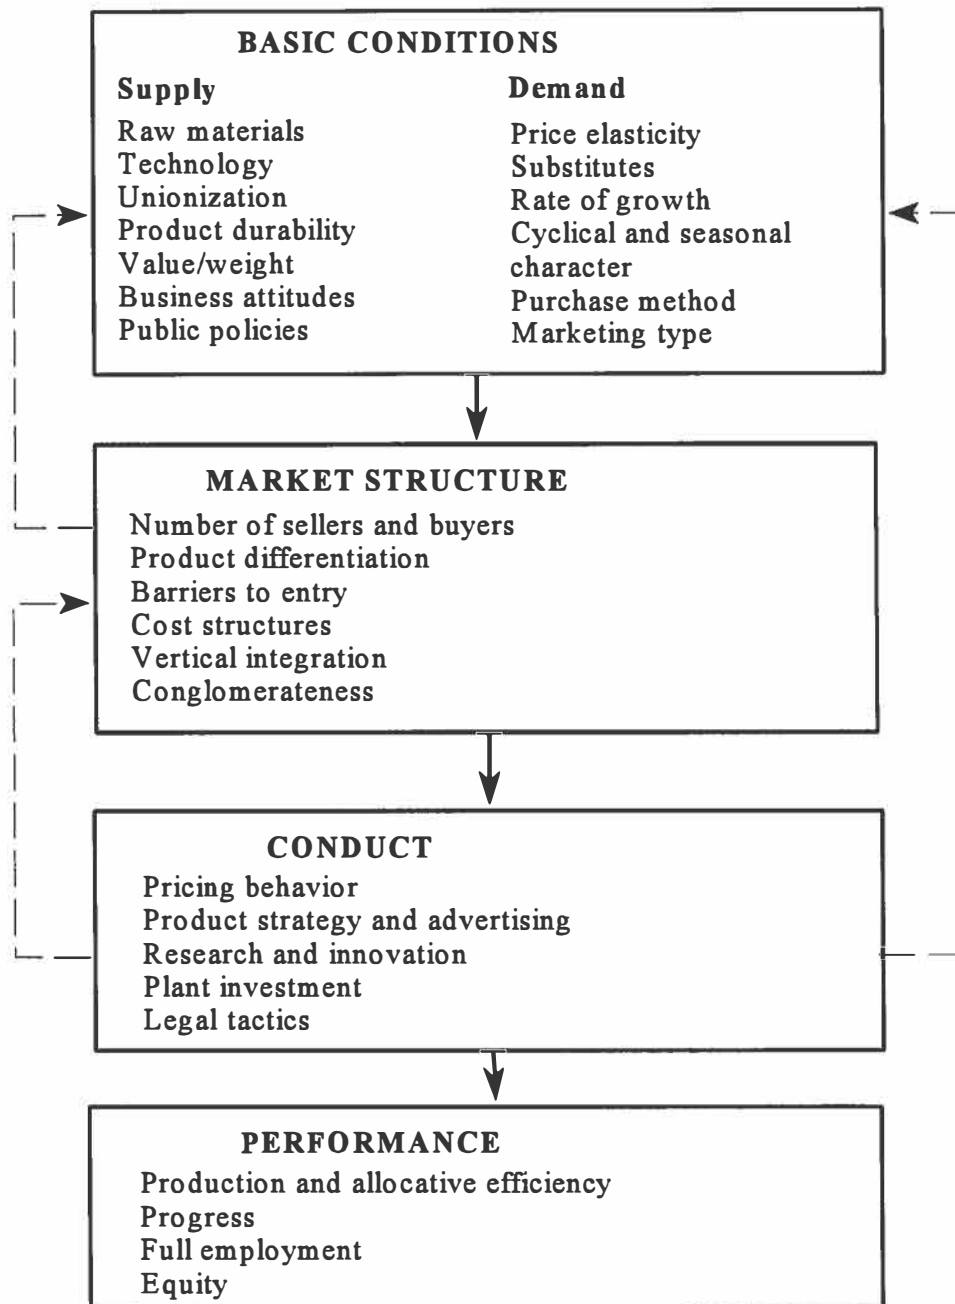 BASIC CONDITIONS
Supply
Raw materials
Technology
Unionization
Product durability
Value/weight
Business attitudes
Public policies
Demand
Price elasticity
Substitutes
Rate of growth
Cyclical and seasonal
character
Purchase method
Marketing type
MARKET STRUCTURE
Number of sellers and buyers
Product differentiation
Barriers to entry
Cost structures
Vertical integration
Conglomerateness
CONDUCT
Pricing behavior
Product strategy and advertising
Research and innovation
Plant investment
Legal tactics
PERFORMANCE
Production and allocative efficiency
Progress
Full employment
Equity